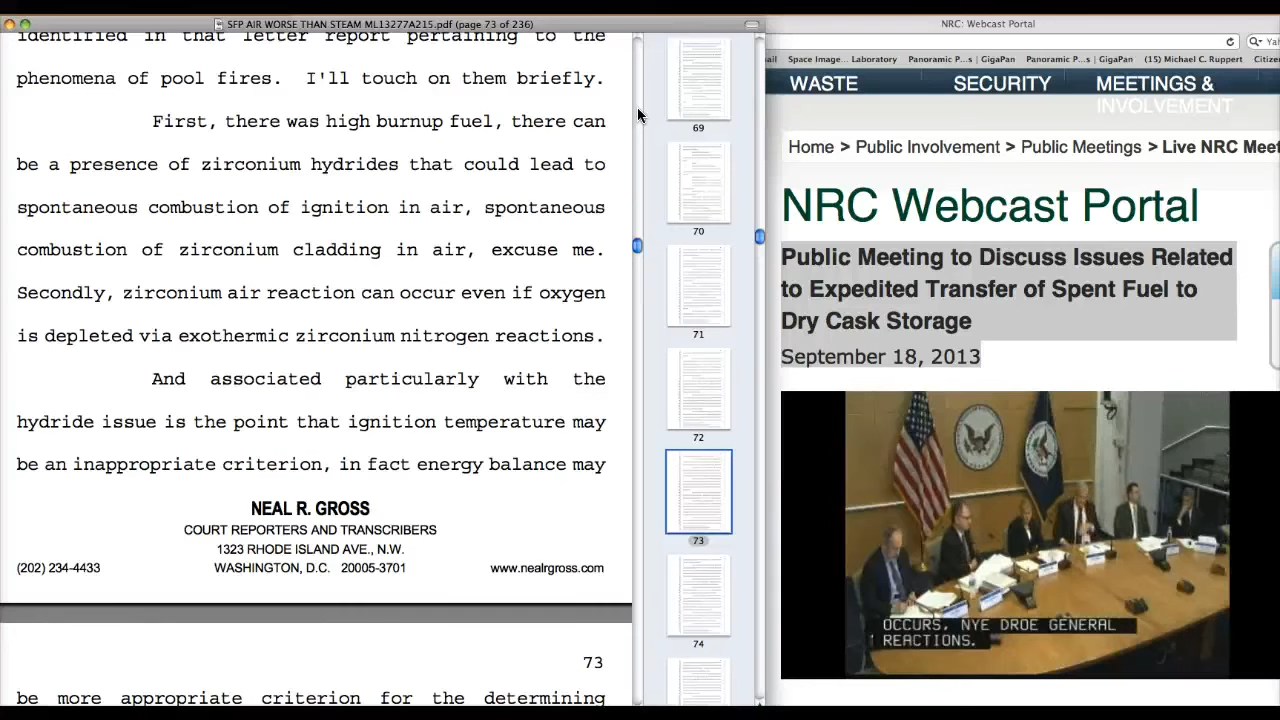 SFP AIR WORSE THAN STEAM ML13277A215.pdf (page 73 of 236)
identified in that letter report pertaining to the
phenomena of pool fires. I'll touch on them briefly.
First, there was high burnup fuel, there can
be a presence of zirconium hydrides that could lead to
spontaneous combustion of ignition in air, spontaneous
combustion of zirconium cladding in air, excuse me.
Secondly, zirconium air reaction can occur even if oxygen
is depleted via exothermic zirconium nitrogen reactions.
And associated particularly with the
hydride issue is the point that ignition temperature may
be an inappropriate criterion, in fact energy balance may
NEAL R. GROSS
COURT REPORTERS AND TRANSCRIBERS
1323 RHODE ISLAND AVE., N.W.
(202) 234-4433 WASHINGTON, D.C. 20005-3701 www.nealrgross.com
73
appropriate criterion for the determining
69
70
71
72
73
74
NRC: Webcast Portal
Space Image... Laboratory Panoramic P...s | GigaPan Panoramic P...s | GigaPan Michael C. Ruppert
WASTE SECURITY MEETINGS &
INVOLVEMENT
Home > Public Involvement > Public Meetings > Live NRC Meet
NRC Webcast Portal
Public Meeting to Discuss Issues Related
to Expedited Transfer of Spent Fuel to
Dry Cask Storage
September 18, 2013
OCCURS, NYE DROE GENERAL
REACTIONS.